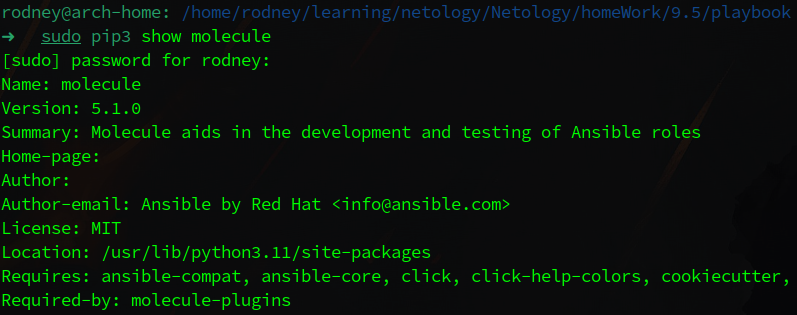 rodney@arch-home: /home/rodney/learning/netology/Netology/homeWork/9.5/playbook
→ sudo pip3 show molecule
[sudo] password for rodney:
Name: molecule
Version: 5.1.0
Summary: Molecule aids in the development and testing of Ansible roles
Home-page:
Author:
Author-email: Ansible by Red Hat <info@ansible.com>
License: MIT
Location: /usr/lib/python3.11/site-packages
Requires: ansible-compat, ansible-core, click, click-help-colors, cookiecutter,
Required-by: molecule-plugins